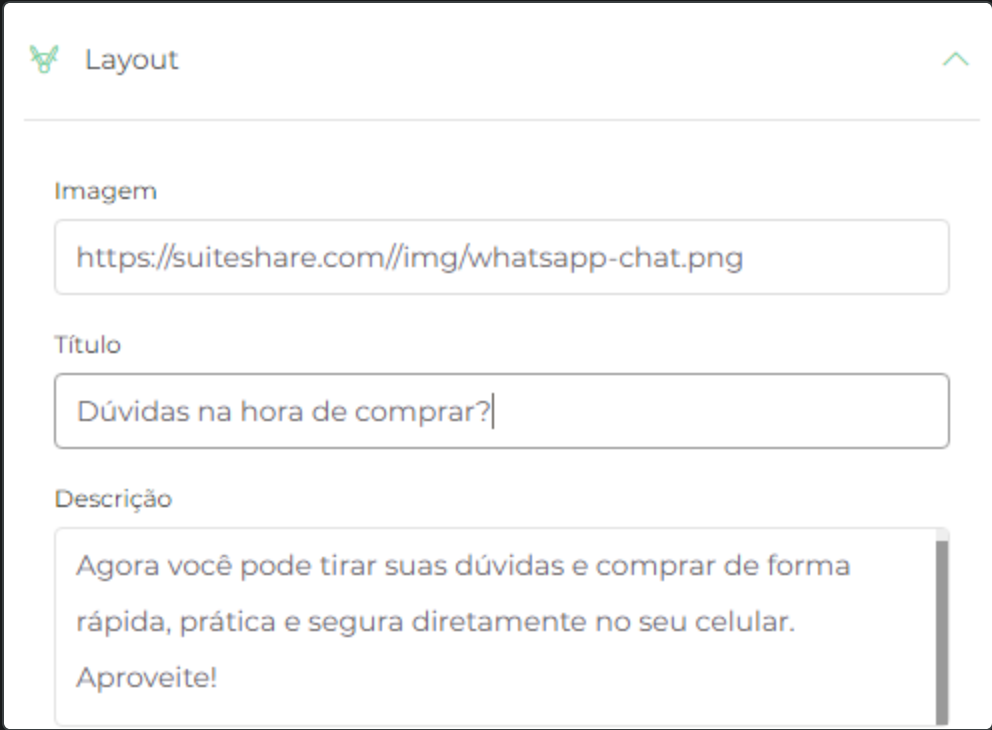 Layout
Imagem
https://suiteshare.com//img/whatsapp-chat.png
Título
Dúvidas na hora de comprar?
Descrição
Agora você pode tirar suas dúvidas e comprar de forma
rápida, prática e segura diretamente no seu celular.
Aproveite!